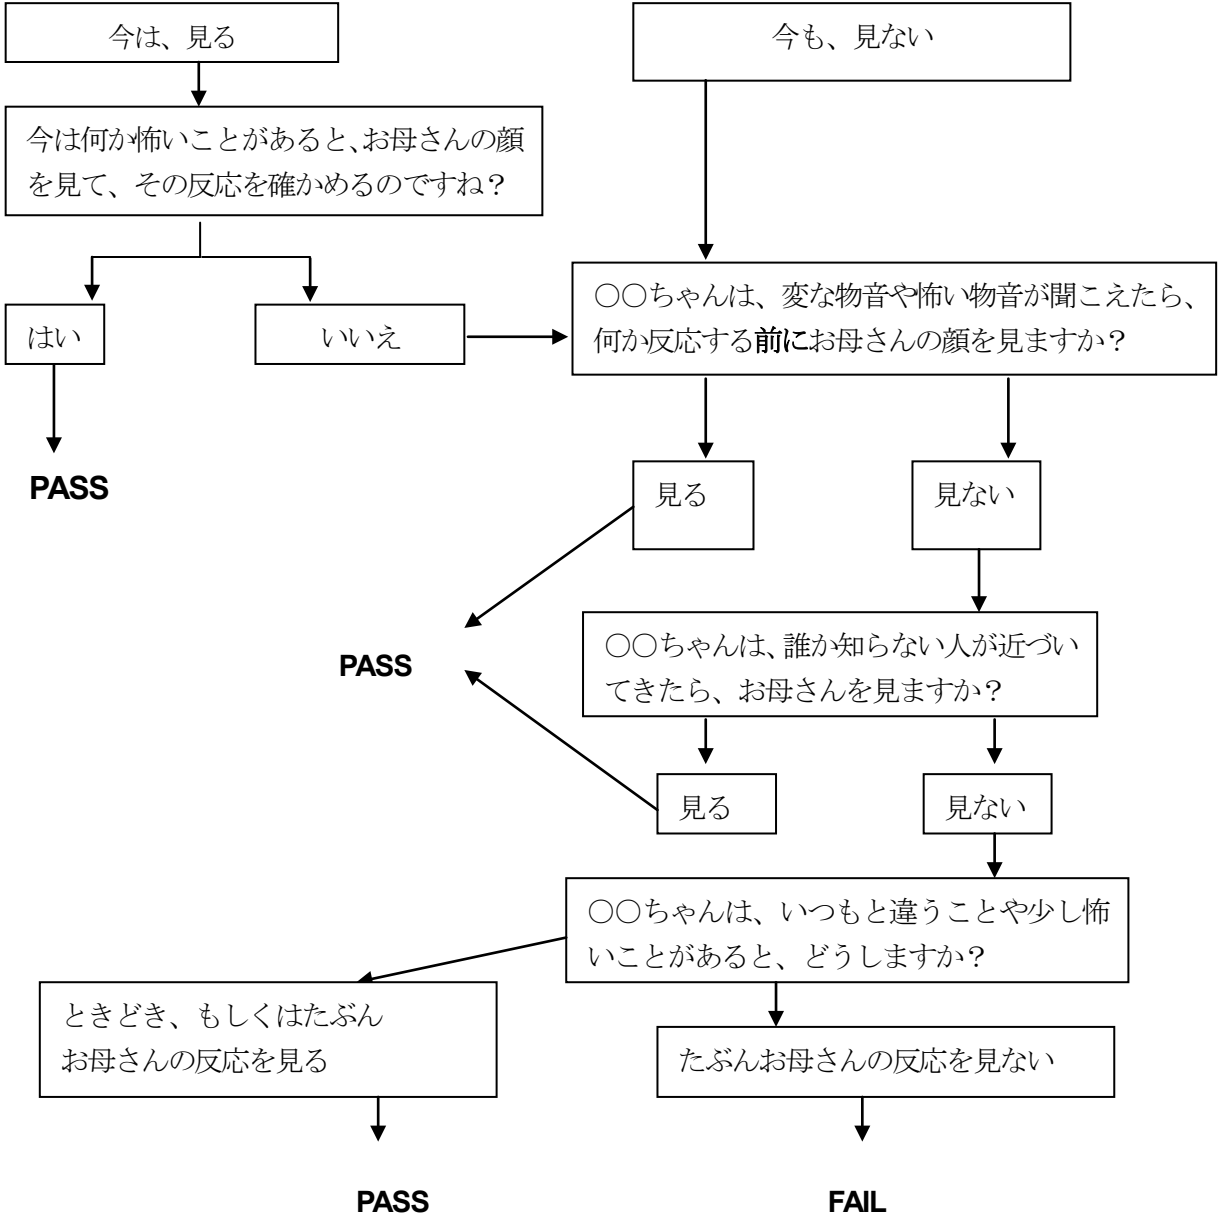 今は、見る
今も、見ない
今は何か怖いことがあると、お母さんの顔
を見て、その反応を確かめるのですね？
はい
いいえ
○○ちゃんは、変な物音や怖い物音が聞こえたら、
何か反応する前にお母さんの顔を見ますか？
PASS
見る
見ない
PASS
○○ちゃんは、誰か知らない人が近づい
てきたら、お母さんを見ますか？
見る
見ない
○○ちゃんは、いつもと違うことや少し怖
いことがあると、どうしますか？
ときどき、もしくはたぶん
お母さんの反応を見る
たぶんお母さんの反応を見ない
PASS
FAIL